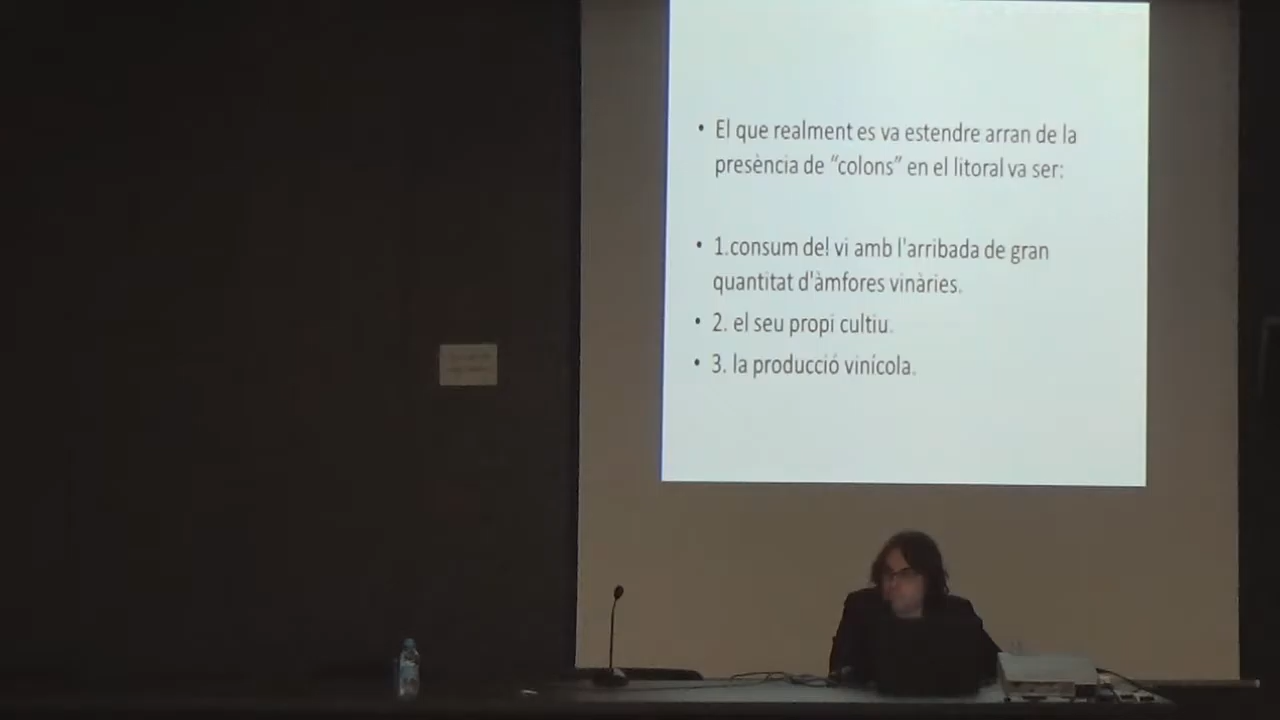 • El que realment es va estendre arran de la
presència de “colons” en el litoral va ser:
• 1.consum del vi amb l'arribada de gran
quantitat d'àmfores vinàries.
• 2. el seu propi cultiu.
• 3. la producció vinícola.